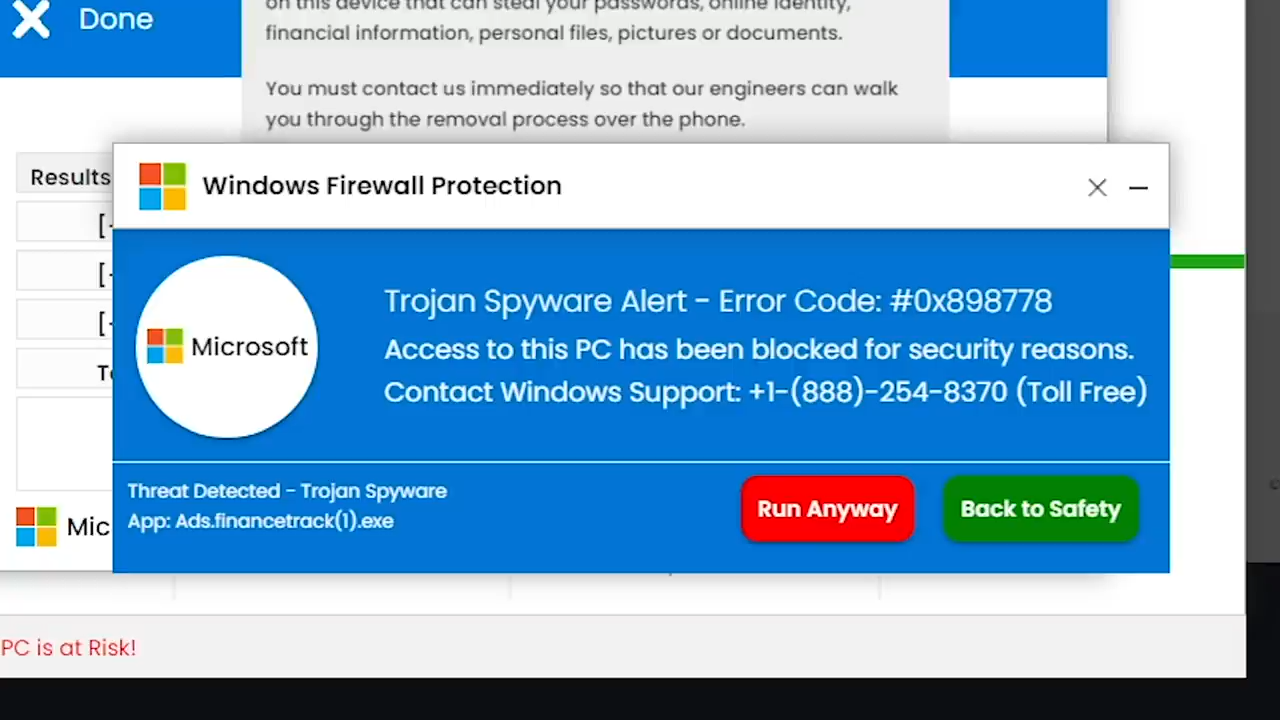 Done
on this device that can steal your passwords, online identity,
financial information, personal files, pictures or documents.
You must contact us immediately so that our engineers can walk
you through the removal process over the phone.
Results
Windows Firewall Protection
Microsoft
Trojan Spyware Alert - Error Code: #0x898778
Access to this PC has been blocked for security reasons.
Contact Windows Support: +1-(888)-254-8370 (Toll Free)
Threat Detected - Trojan Spyware
App: Ads.financetrack(1).exe
Run Anyway
Back to Safety
Mic
PC is at Risk!